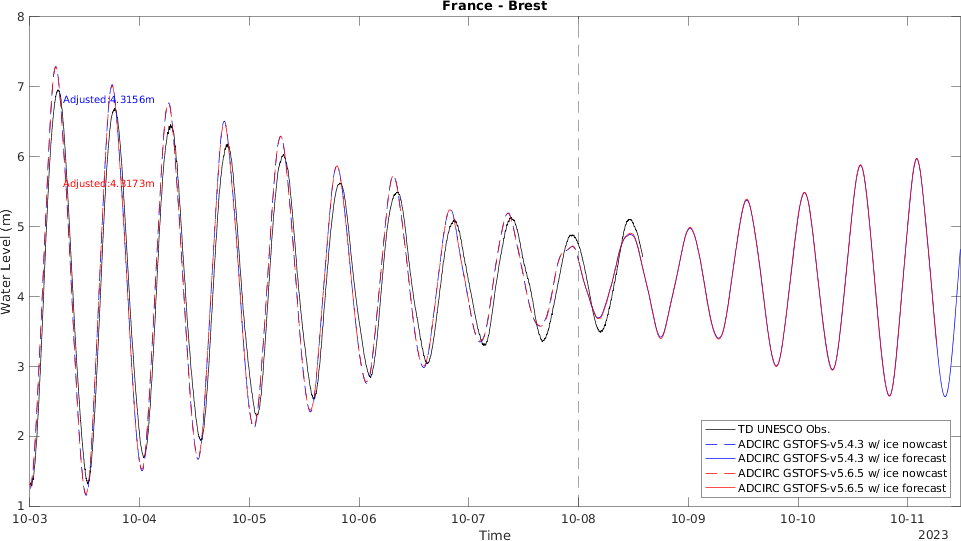 France - Brest
8
7
6
5
4
3
2
1
Water Level (m)
Adjusted:4.3156m
Adjusted:4.3173m
TD UNESCO Obs.
ADCIRC GSTOFS-v5.4.3 w/ ice nowcast
ADCIRC GSTOFS-v5.4.3 w/ ice forecast
ADCIRC GSTOFS-v5.6.5 w/ ice nowcast
ADCIRC GSTOFS-v5.6.5 w/ ice forecast
10-03 10-04 10-05 10-06 10-07 10-08 10-09 10-10 10-11
Time
2023